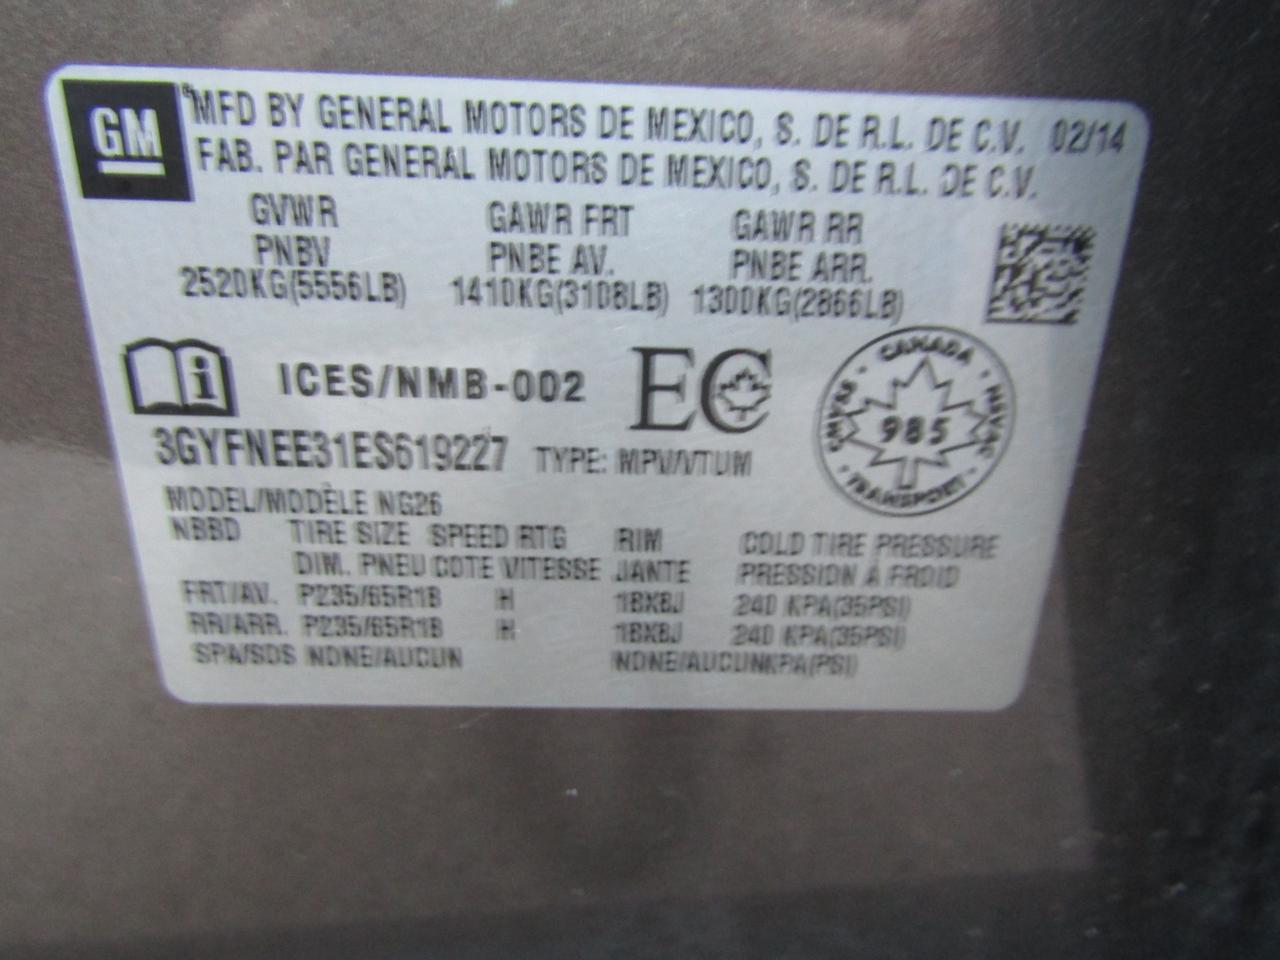 GM
MFD BY GENERAL MOTORS DE MEXICO, S. DE R.L. DE C.V. 02/14
FAB. PAR GENERAL MOTORS DE MEXICO, S. DE R.L. DE C.V.
GVWR GAWR FRT GAWR RR
PNBV PNBE AV. PNBE ARR.
2520KG(5556LB) 1410KG(3108LB) 1300KG(2866LB)
i ICES/NMB-002 EC
CANADA
CMVSS 985 NSVAC
TRANSPORT
3GYFNEE31ES619227 TYPE: MPV/VTUM
MODEL/MODÈLE NG26
NBBD TIRE SIZE SPEED RTG RIM COLD TIRE PRESSURE
DIM. PNEU COTE VITESSE JANTE PRESSION À FROID
FRT/AV. P235/65R18 H 18X8J 240 KPA(35PSI)
RR/ARR. P235/65R18 H 18X8J 240 KPA(35PSI)
SPA/SDS NONE/AUCUN NONE/AUCUNKPA(PSI)